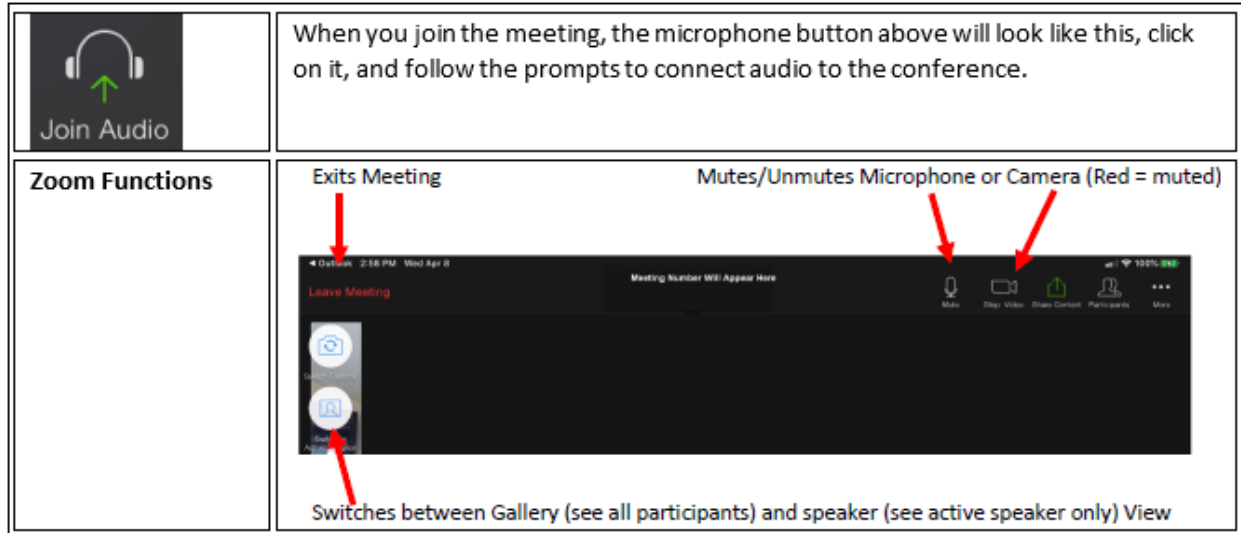 When you join the meeting, the microphone button above will look like this, click
on it, and follow the prompts to connect audio to the conference.
Join Audio
Zoom Functions
Exits Meeting
Mutes/Unmutes Microphone or Camera (Red = muted)
Outlook 2:58 PM Wed Apr 8
100%
Meeting Number Will Appear Here
Leave Meeting
Mute
Stop Video
Share Content
Participants
More
Switch Camera
Switches between Gallery (see all participants) and speaker (see active speaker only) View